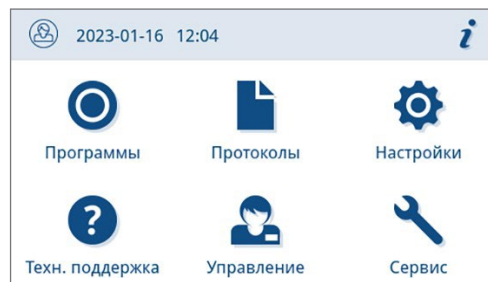 2023-01-16 12:04
i
Программы Протоколы Настройки
?
Техн. поддержка Управление Сервис